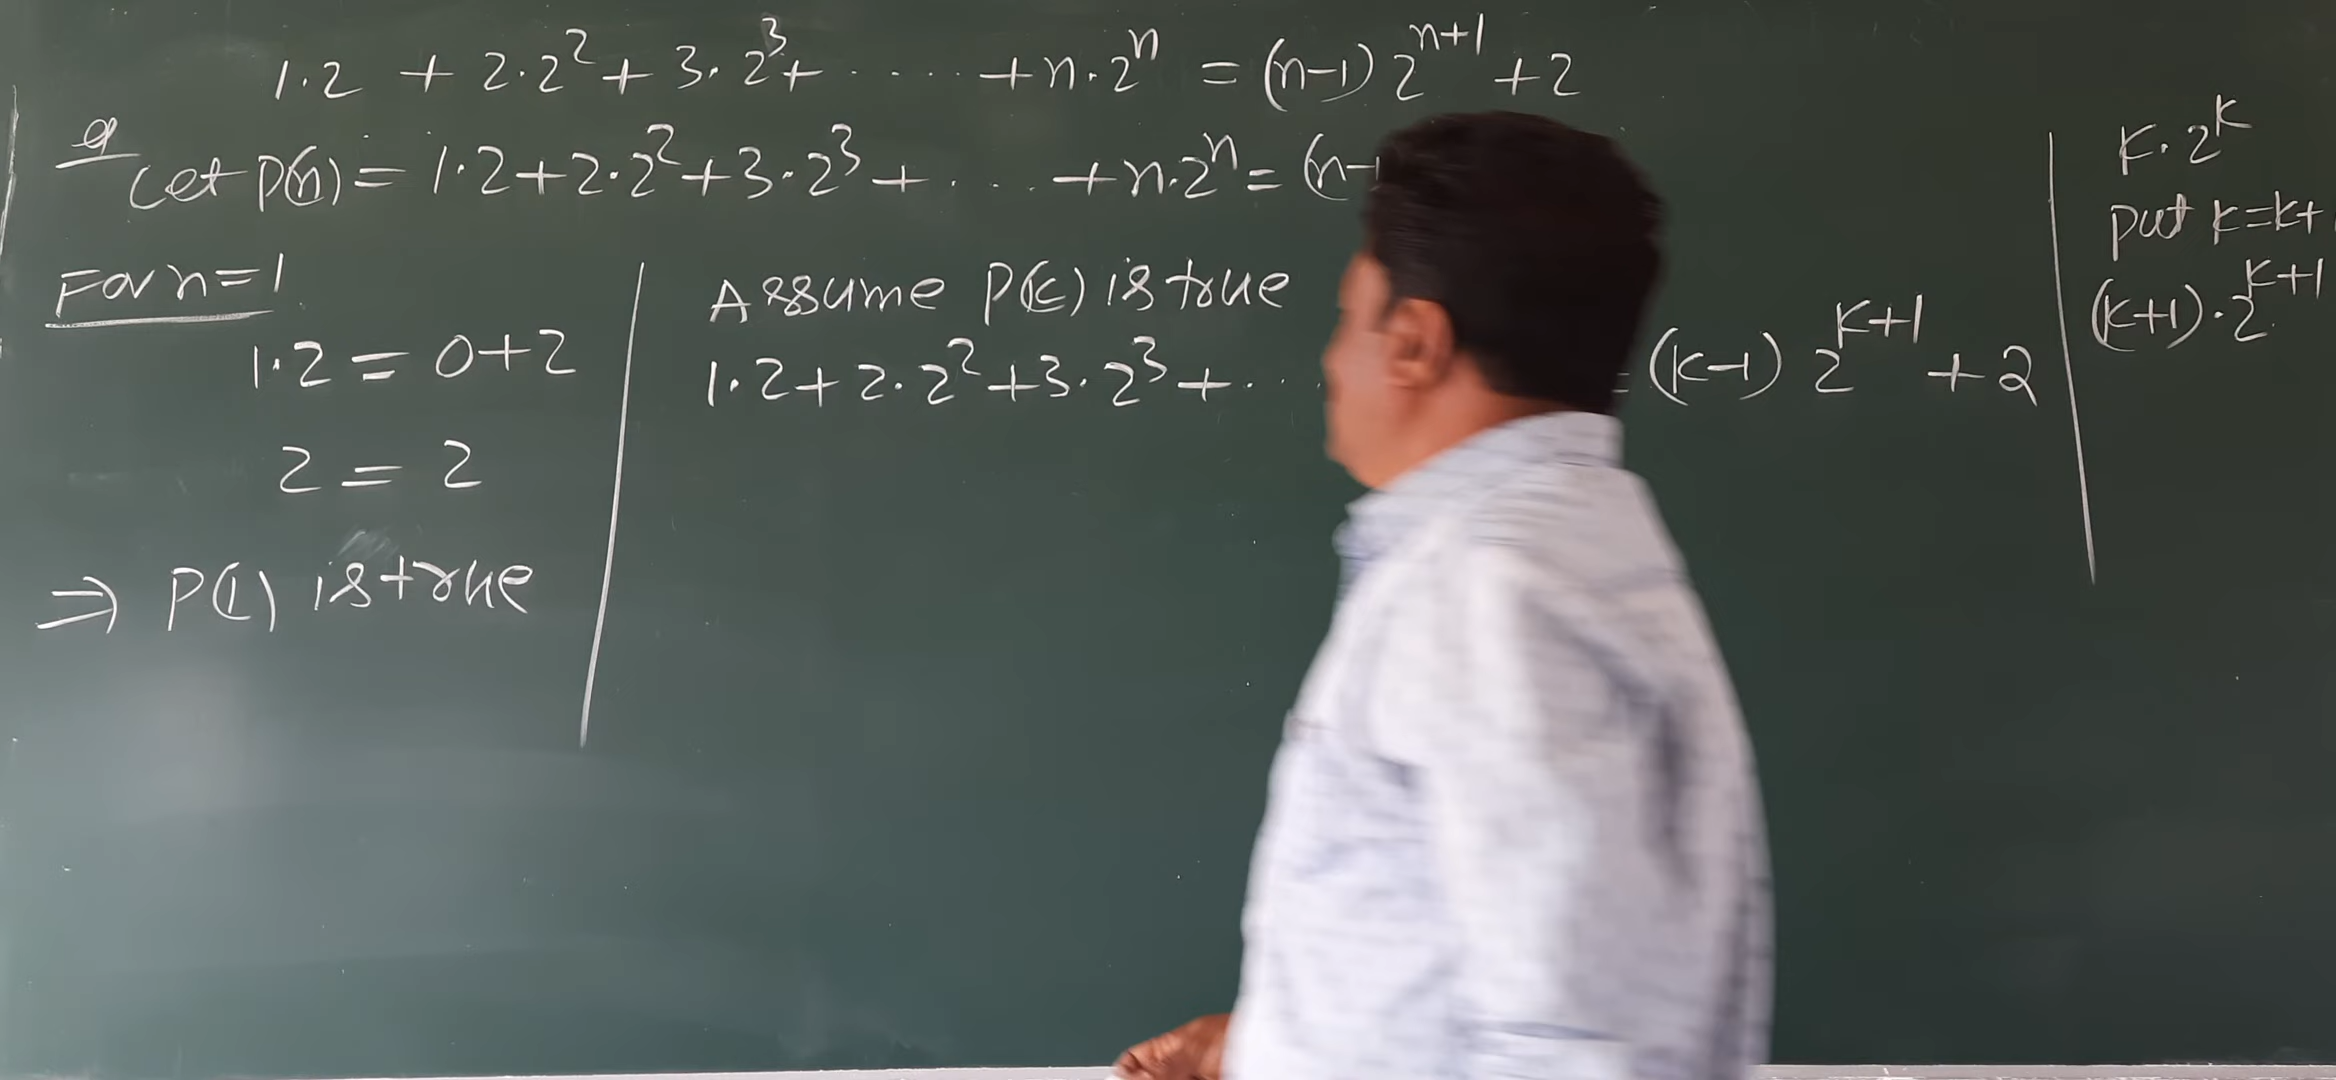 1·2 + 2·2² + 3·2³ + ..... + n·2ⁿ = (n-1) 2ⁿ⁺¹ + 2
Let P(n) = 1·2 + 2·2² + 3·2³ + .... + n·2ⁿ = (n-
For n=1
1·2 = 0+2
2 = 2
⇒ P(1) is true
Assume P(k) is true
1·2 + 2·2² + 3·2³ + .... = (k-1) 2ᵏ⁺¹ + 2
k·2ᵏ
put k=k+1
(k+1)·2ᵏ⁺¹